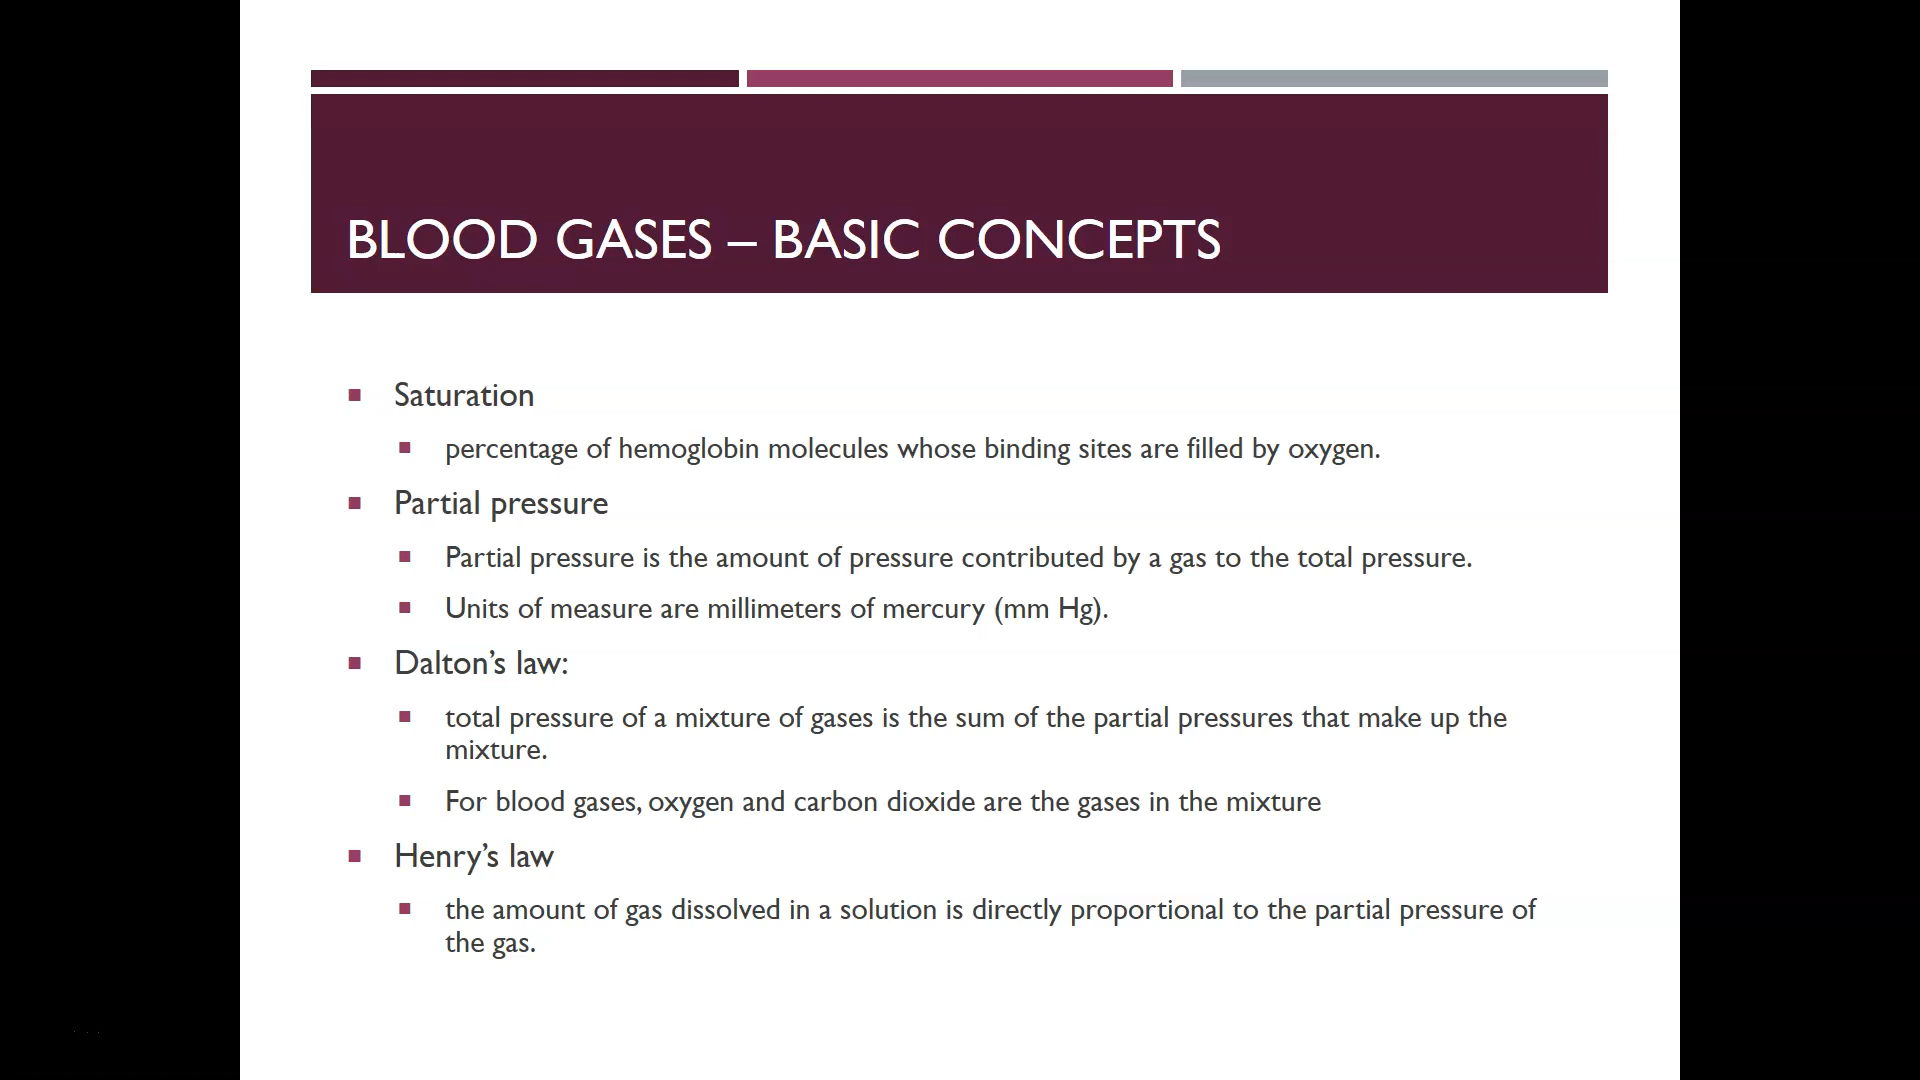 BLOOD GASES – BASIC CONCEPTS
Saturation
percentage of hemoglobin molecules whose binding sites are filled by oxygen.
Partial pressure
Partial pressure is the amount of pressure contributed by a gas to the total pressure.
Units of measure are millimeters of mercury (mm Hg).
Dalton’s law:
total pressure of a mixture of gases is the sum of the partial pressures that make up the
mixture.
For blood gases, oxygen and carbon dioxide are the gases in the mixture
Henry’s law
the amount of gas dissolved in a solution is directly proportional to the partial pressure of
the gas.